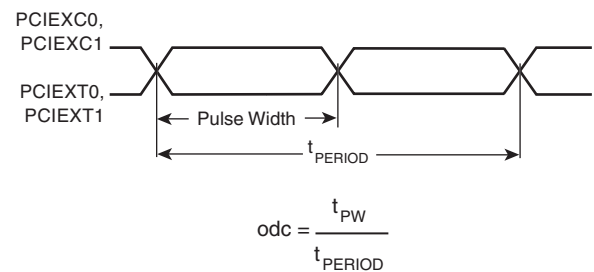 PCIEXC0,
PCIEXC1
PCIEXT0,
PCIEXT1
Pulse Width
tPERIOD
odc = tPW
tPERIOD